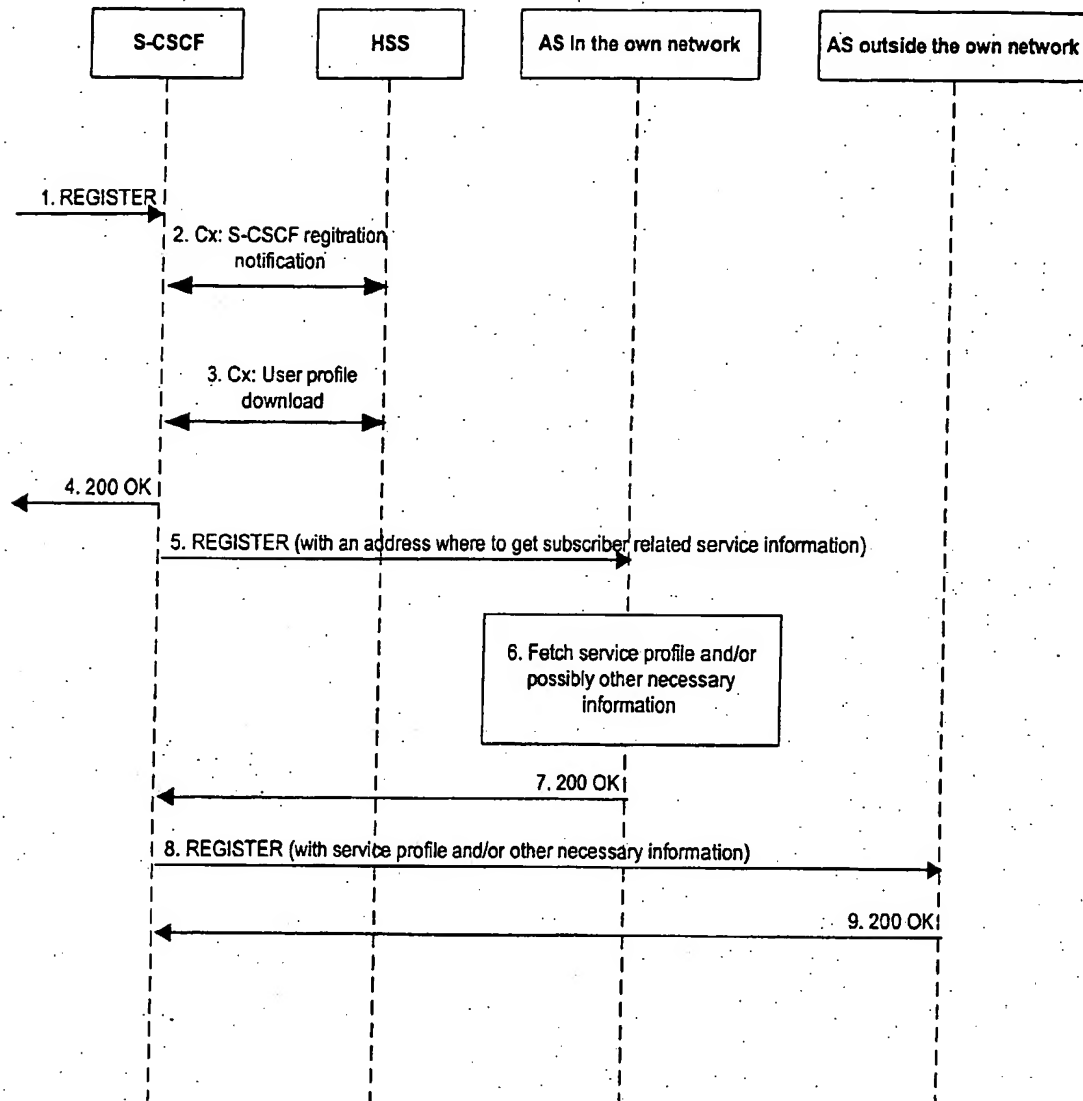 S-CSCF
HSS
AS in the own network
AS outside the own network
1. REGISTER
2. Cx: S-CSCF regitration
notification
3. Cx: User profile
download
4. 200 OK
5. REGISTER (with an address where to get subscriber related service information)
6. Fetch service profile and/or
possibly other necessary
information
7. 200 OK
8. REGISTER (with service profile and/or other necessary information)
9. 200 OK